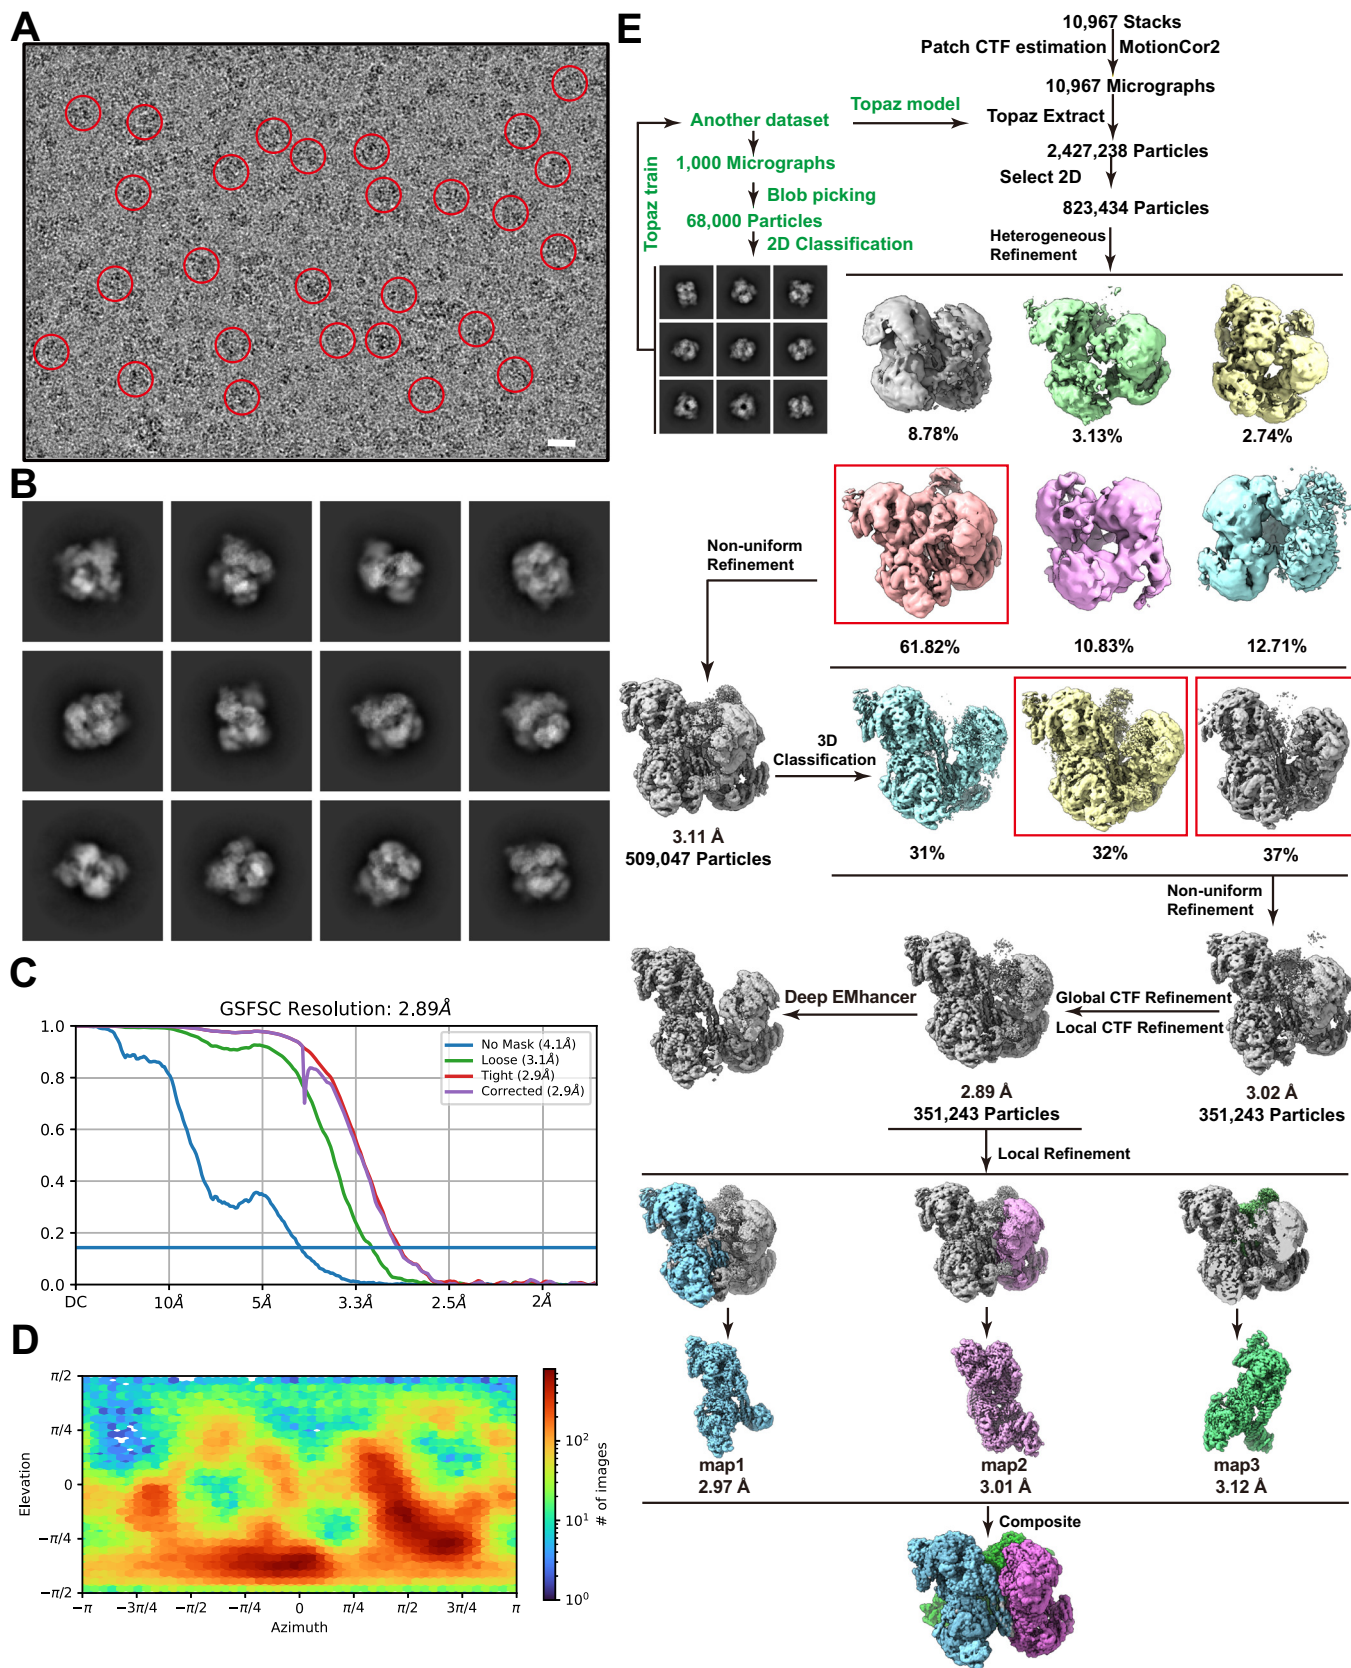 A
B
C
GSFSC Resolution: 2.89Å
No Mask (4.1Å)
Loose (3.1Å)
Tight (2.9Å)
Corrected (2.9Å)
1.0
0.8
0.6
0.4
0.2
0.0
DC
10Å
5Å
3.3Å
2.5Å
2Å
D
Elevation
π/2
π/4
0
−π/4
−π/2
−π
−3π/4
−π/2
−π/4
0
π/4
π/2
3π/4
π
Azimuth
10²
10¹
10⁰
# of images
E
10,967 Stacks
Patch CTF estimation
MotionCor2
10,967 Micrographs
Topaz Extract
2,427,238 Particles
Select 2D
823,434 Particles
Heterogeneous
Refinement
Another dataset
Topaz model
1,000 Micrographs
Blob picking
68,000 Particles
2D Classification
Topaz train
8.78%
3.13%
2.74%
61.82%
10.83%
12.71%
Non-uniform
Refinement
3.11 Å
509,047 Particles
3D
Classification
31%
32%
37%
Non-uniform
Refinement
3.02 Å
351,243 Particles
Global CTF Refinement
Local CTF Refinement
2.89 Å
351,243 Particles
Deep EMhancer
Local Refinement
map1
2.97 Å
map2
3.01 Å
map3
3.12 Å
Composite